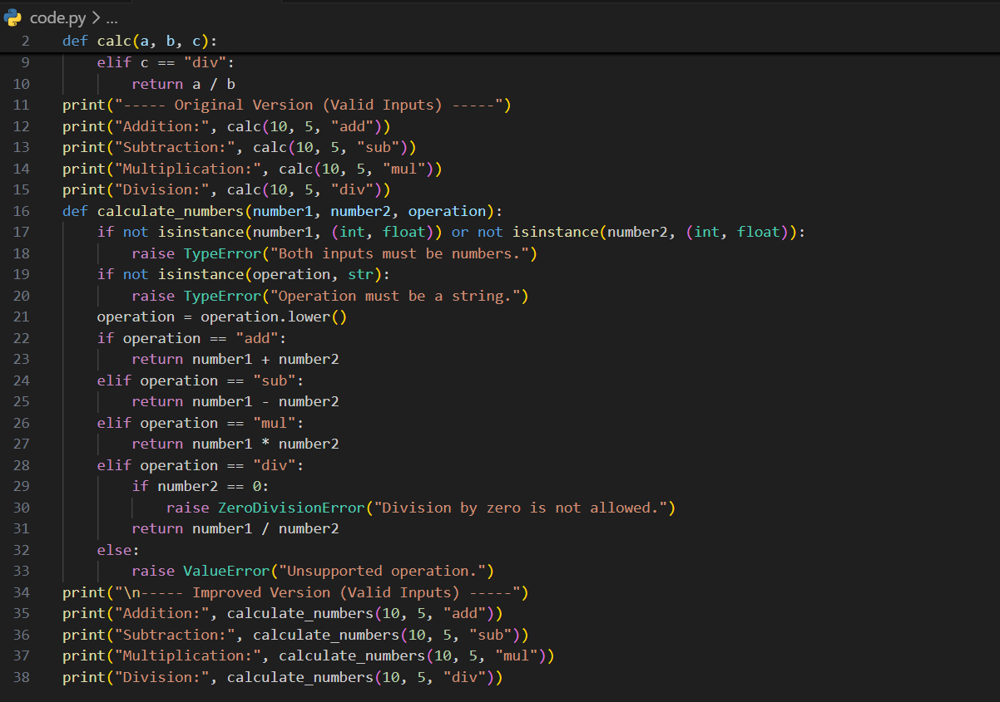 code.py > ...
2 def calc(a, b, c):
9     elif c == "div":
10         return a / b
11 print("----- Original Version (Valid Inputs) -----")
12 print("Addition:", calc(10, 5, "add"))
13 print("Subtraction:", calc(10, 5, "sub"))
14 print("Multiplication:", calc(10, 5, "mul"))
15 print("Division:", calc(10, 5, "div"))
16 def calculate_numbers(number1, number2, operation):
17     if not isinstance(number1, (int, float)) or not isinstance(number2, (int, float)):
18         raise TypeError("Both inputs must be numbers.")
19     if not isinstance(operation, str):
20         raise TypeError("Operation must be a string.")
21     operation = operation.lower()
22     if operation == "add":
23         return number1 + number2
24     elif operation == "sub":
25         return number1 - number2
26     elif operation == "mul":
27         return number1 * number2
28     elif operation == "div":
29         if number2 == 0:
30             raise ZeroDivisionError("Division by zero is not allowed.")
31         return number1 / number2
32     else:
33         raise ValueError("Unsupported operation.")
34 print("\n----- Improved Version (Valid Inputs) -----")
35 print("Addition:", calculate_numbers(10, 5, "add"))
36 print("Subtraction:", calculate_numbers(10, 5, "sub"))
37 print("Multiplication:", calculate_numbers(10, 5, "mul"))
38 print("Division:", calculate_numbers(10, 5, "div"))